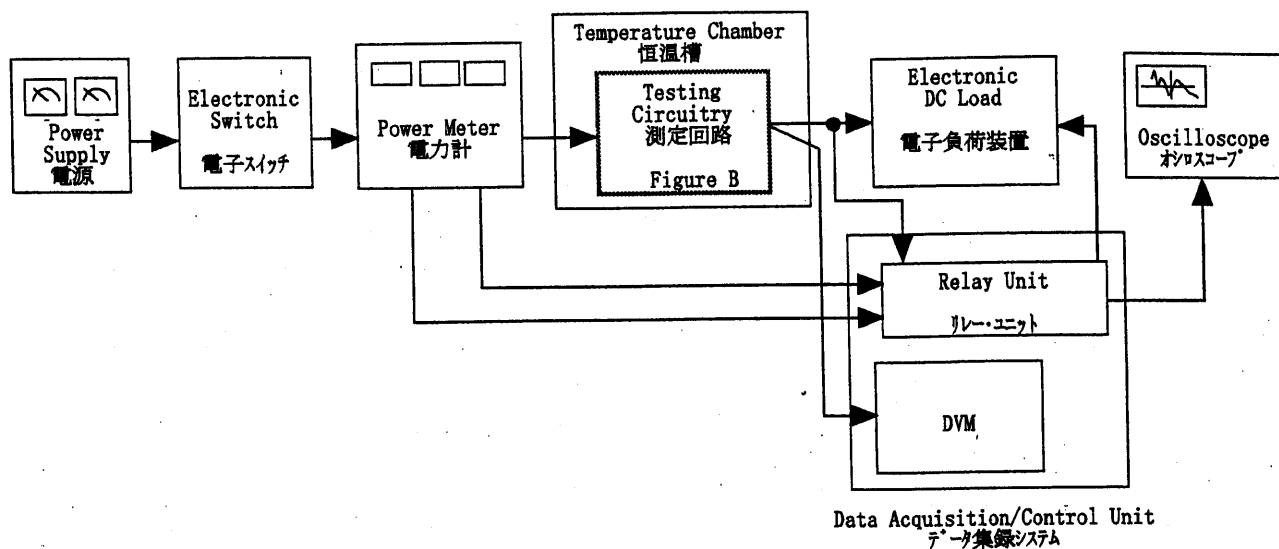 Power
Supply
電源
Electronic
Switch
電子スイッチ
Power Meter
電力計
Temperature Chamber
恒温槽
Testing
Circuitry
測定回路
Figure B
Electronic
DC Load
電子負荷装置
Oscilloscope
オシロスコープ
Relay Unit
リレー・ユニット
DVM
Data Acquisition/Control Unit
データ集録システム